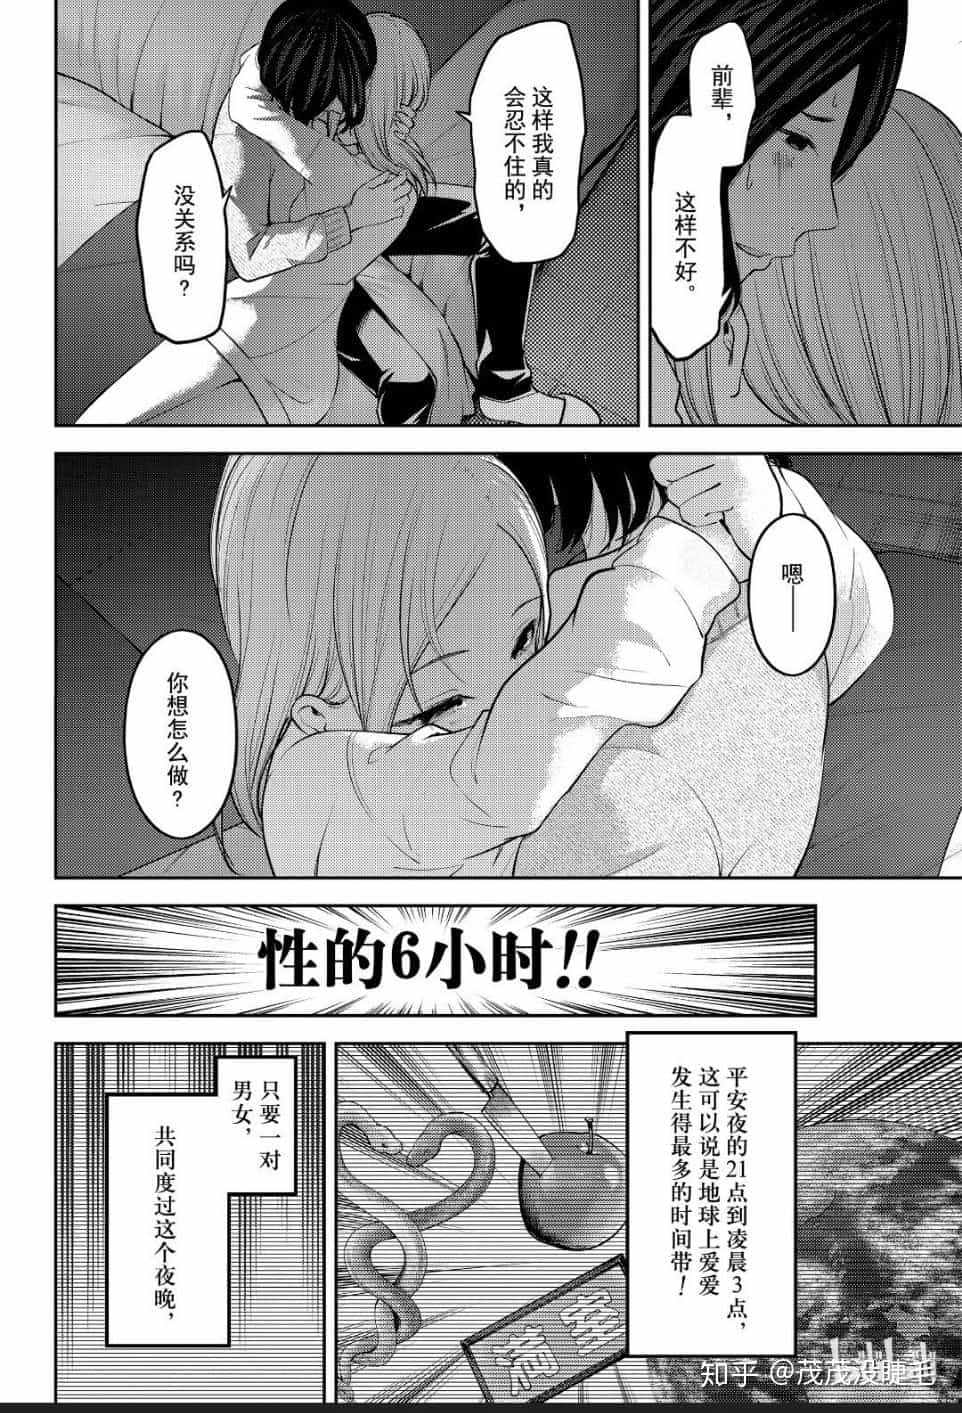 前辈，
这样不好。
这样我真的
会忍不住的，
没关系吗？
嗯——
你想怎么做？
性的6小时!!
平安夜的21点到凌晨3点，
这可以说是地球上爱爱
发生得最多的时间带！
満室
只要一对
男女，
共同度过这个夜晚，
知乎 @茂茂没睫毛